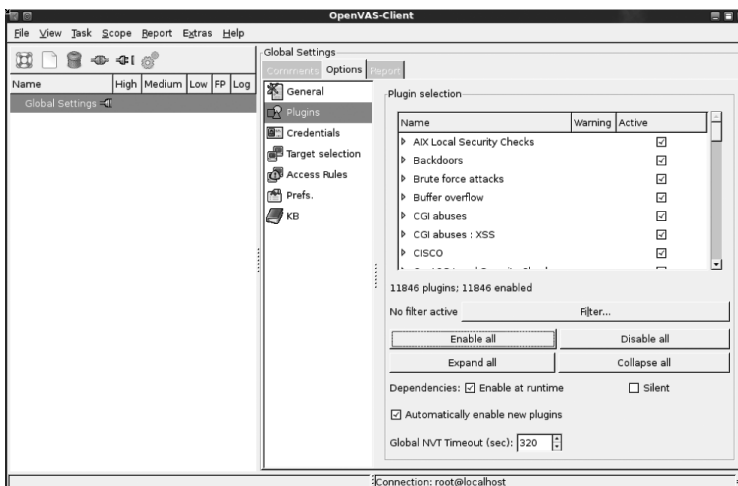 OpenVAS-Client
File View Task Scope Report Extras Help
Name High Medium Low FP Log
Global Settings
Global Settings
Comments Options Report
General
Plugins
Credentials
Target selection
Access Rules
Prefs.
KB
Plugin selection
Name Warning Active
AIX Local Security Checks
Backdoors
Brute force attacks
Buffer overflow
CGI abuses
CGI abuses : XSS
CISCO
11846 plugins; 11846 enabled
No filter active Filter...
Enable all Disable all
Expand all Collapse all
Dependencies: Enable at runtime Silent
Automatically enable new plugins
Global NVT Timeout (sec): 320
Connection: root@localhost